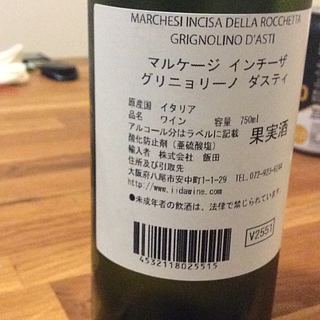 MARCHESI INCISA DELLA ROCCHETTA
GRIGNOLINO D'ASTI
マルケージ インチーザ
グリニョリーノ ダスティ
原産国 イタリア
品名 ワイン 容量 750ml
アルコール分はラベルに記載
果実酒
酸化防止剤(亜硫酸塩)
輸入者 株式会社 飯田
住所及び引取先
大阪府八尾市安中町1-1-29 TEL.072-923-6244
http://www.iidawine.com/
●未成年者の飲酒は、法律で禁じられています。
V2551
4532118025515